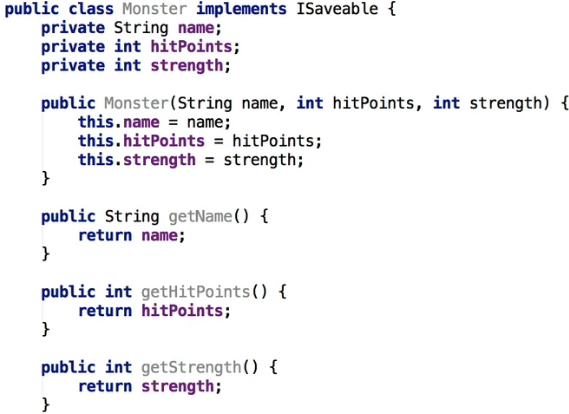 public class Monster implements ISaveable {
    private String name;
    private int hitPoints;
    private int strength;

    public Monster(String name, int hitPoints, int strength) {
        this.name = name;
        this.hitPoints = hitPoints;
        this.strength = strength;
    }

    public String getName() {
        return name;
    }

    public int getHitPoints() {
        return hitPoints;
    }

    public int getStrength() {
        return strength;
    }